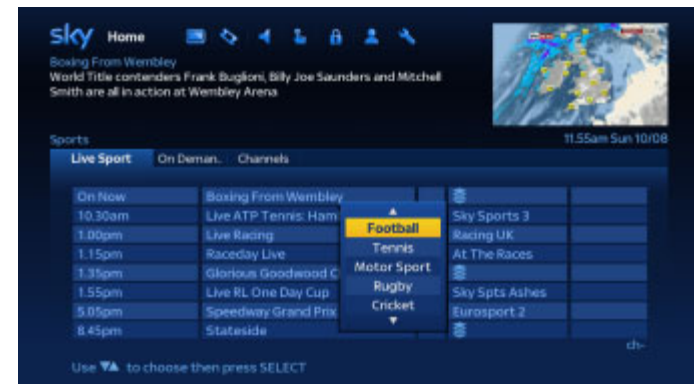 sky Home
Boxing From Wembley
World Title contenders Frank Buglioni, Billy Joe Saunders and Mitchell
Smith are all in action at Wembley Arena
Sports
11.55am Sun 10/08
Live Sport On Deman.. Channels
On Now Boxing From Wembley
10.30am Live ATP Tennis: Ham Sky Sports 3
1.00pm Live Racing Racing UK
1.15pm Raceday Live At The Races
1.35pm Glorious Goodwood C
1.55pm Live RL One Day Cup Sky Spts Ashes
5.05pm Speedway Grand Prix Eurosport 2
8.45pm Stateside
Football
Tennis
Motor Sport
Rugby
Cricket
ch-
Use ▼▲ to choose then press SELECT